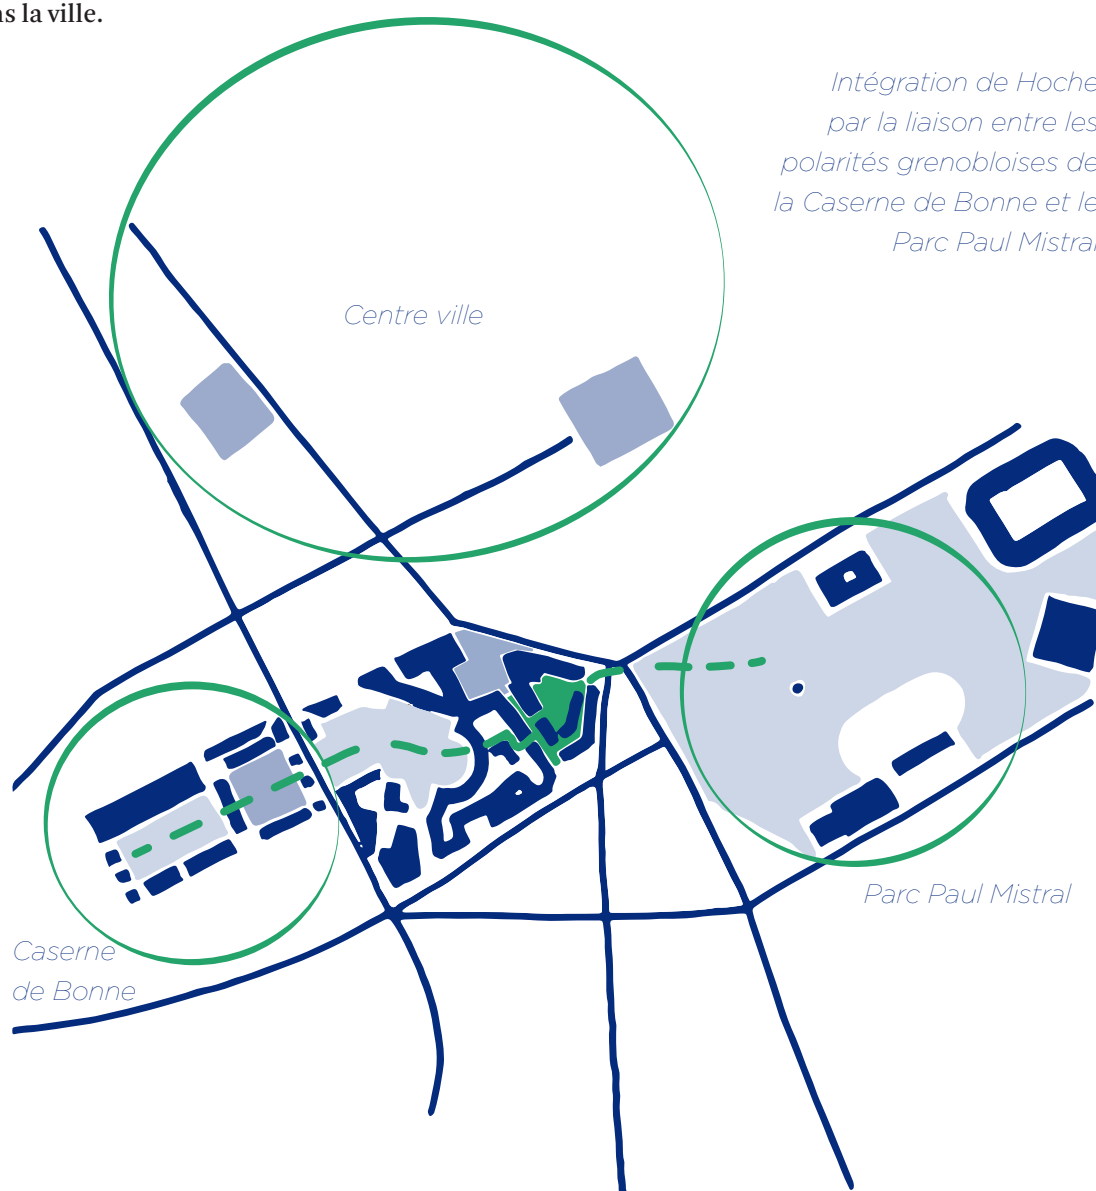 la ville.
Intégration de Hoche
par la liaison entre les
polarités grenobloises de
la Caserne de Bonne et le
Parc Paul Mistral
Centre ville
Parc Paul Mistral
Caserne
de Bonne